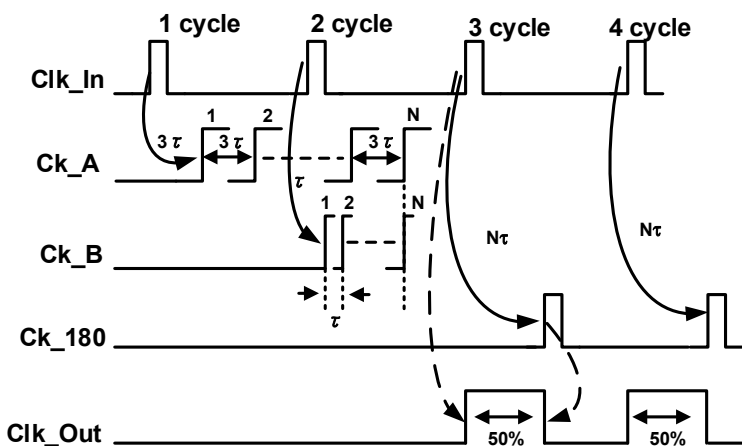 1 cycle 2 cycle 3 cycle 4 cycle
Clk_In
1 2 N
3 τ 3 τ 3 τ
Ck_A
τ
1 2 N
Ck_B
Nτ Nτ
τ
Ck_180
Clk_Out
50% 50%